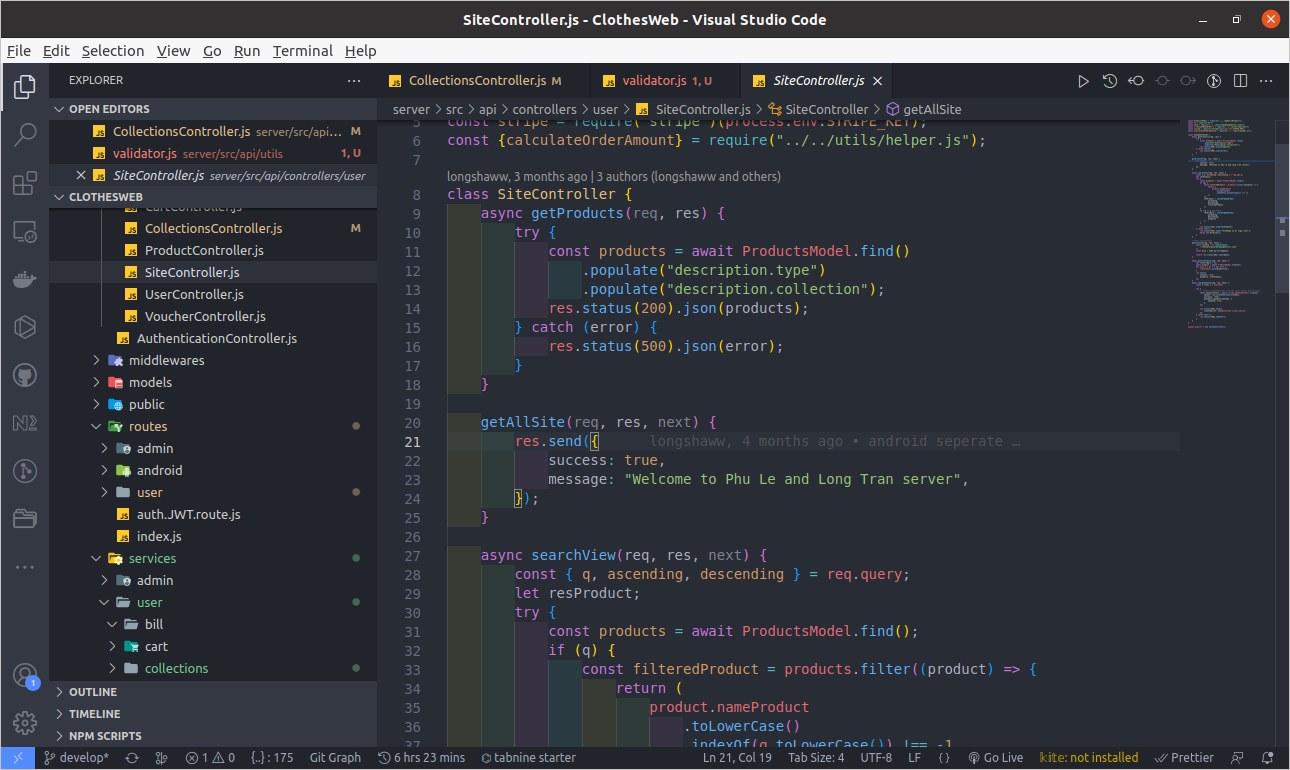 SiteController.js - ClothesWeb - Visual Studio Code
File Edit Selection View Go Run Terminal Help
EXPLORER
OPEN EDITORS
CollectionsController.js server/src/api... M
validator.js server/src/api/utils 1, U
SiteController.js server/src/api/controllers/user
CLOTHESWEB
CartController.js
CollectionsController.js M
ProductController.js
SiteController.js
UserController.js
VoucherController.js
AuthenticationController.js
middlewares
models
public
routes
admin
android
user
auth.JWT.route.js
index.js
services
admin
user
bill
cart
collections
OUTLINE
TIMELINE
NPM SCRIPTS
CollectionsController.js M validator.js 1, U SiteController.js
server > src > api > controllers > user > SiteController.js > SiteController > getAllSite
5 const stripe = require("stripe")(process.env.STRIPE_KEY);
6 const {calculateOrderAmount} = require("../../utils/helper.js");
7
longshaww, 3 months ago | 3 authors (longshaww and others)
8 class SiteController {
9 async getProducts(req, res) {
10 try {
11 const products = await ProductsModel.find()
12 .populate("description.type")
13 .populate("description.collection");
14 res.status(200).json(products);
15 } catch (error) {
16 res.status(500).json(error);
17 }
18 }
19
20 getAllSite(req, res, next) {
21 res.send({ longshaww, 4 months ago • android seperate …
22 success: true,
23 message: "Welcome to Phu Le and Long Tran server",
24 });
25 }
26
27 async searchView(req, res, next) {
28 const { q, ascending, descending } = req.query;
29 let resProduct;
30 try {
31 const products = await ProductsModel.find();
32 if (q) {
33 const filteredProduct = products.filter((product) => {
34 return (
35 product.nameProduct
36 .toLowerCase()
37 .indexOf(q.toLowerCase()) !== -1
1
develop* 1 0 {..} : 175 Git Graph 6 hrs 23 mins tabnine starter Ln 21, Col 19 Tab Size: 4 UTF-8 LF {} Go Live kite: not installed Prettier